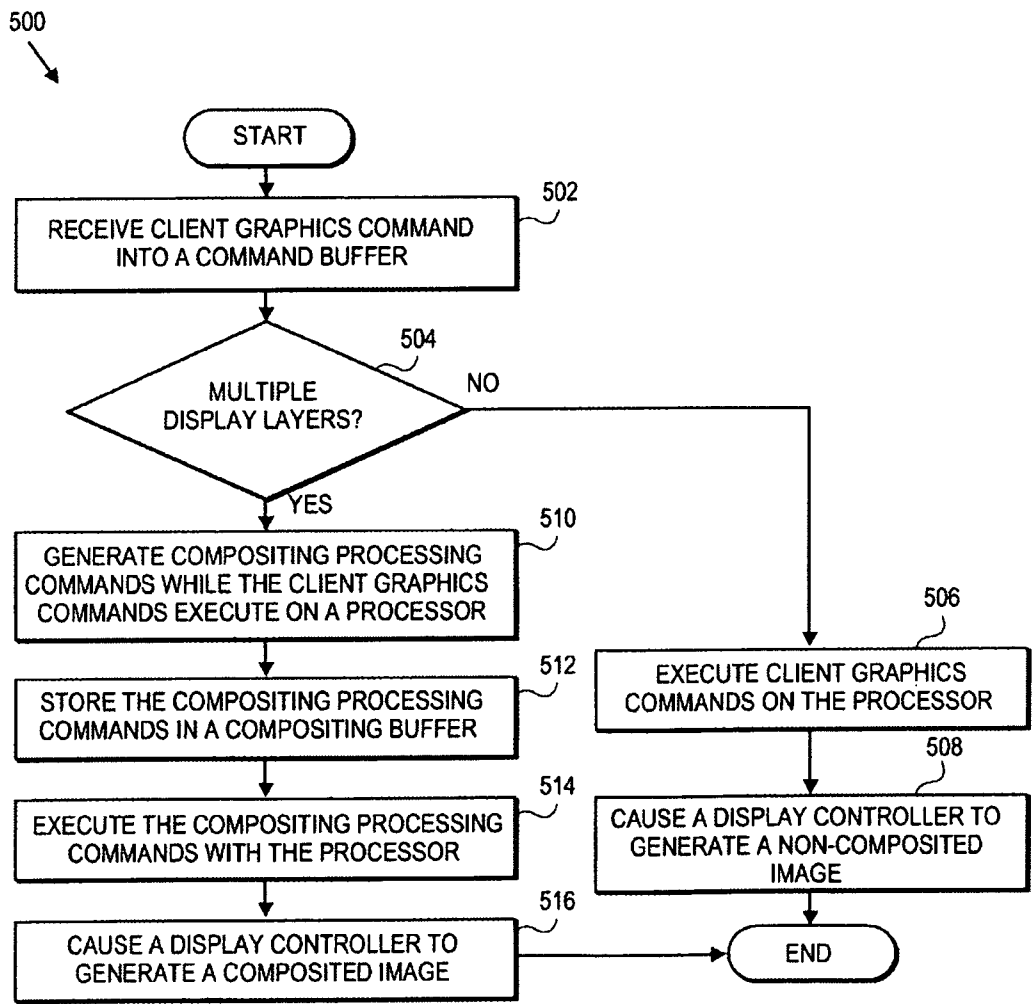 500
START
502
RECEIVE CLIENT GRAPHICS COMMAND
INTO A COMMAND BUFFER
504
MULTIPLE
DISPLAY LAYERS?
NO
YES
510
GENERATE COMPOSITING PROCESSING
COMMANDS WHILE THE CLIENT GRAPHICS
COMMANDS EXECUTE ON A PROCESSOR
512
STORE THE COMPOSITING PROCESSING
COMMANDS IN A COMPOSITING BUFFER
514
EXECUTE THE COMPOSITING PROCESSING
COMMANDS WITH THE PROCESSOR
516
CAUSE A DISPLAY CONTROLLER TO
GENERATE A COMPOSITED IMAGE
506
EXECUTE CLIENT GRAPHICS
COMMANDS ON THE PROCESSOR
508
CAUSE A DISPLAY CONTROLLER TO
GENERATE A NON-COMPOSITED
IMAGE
END